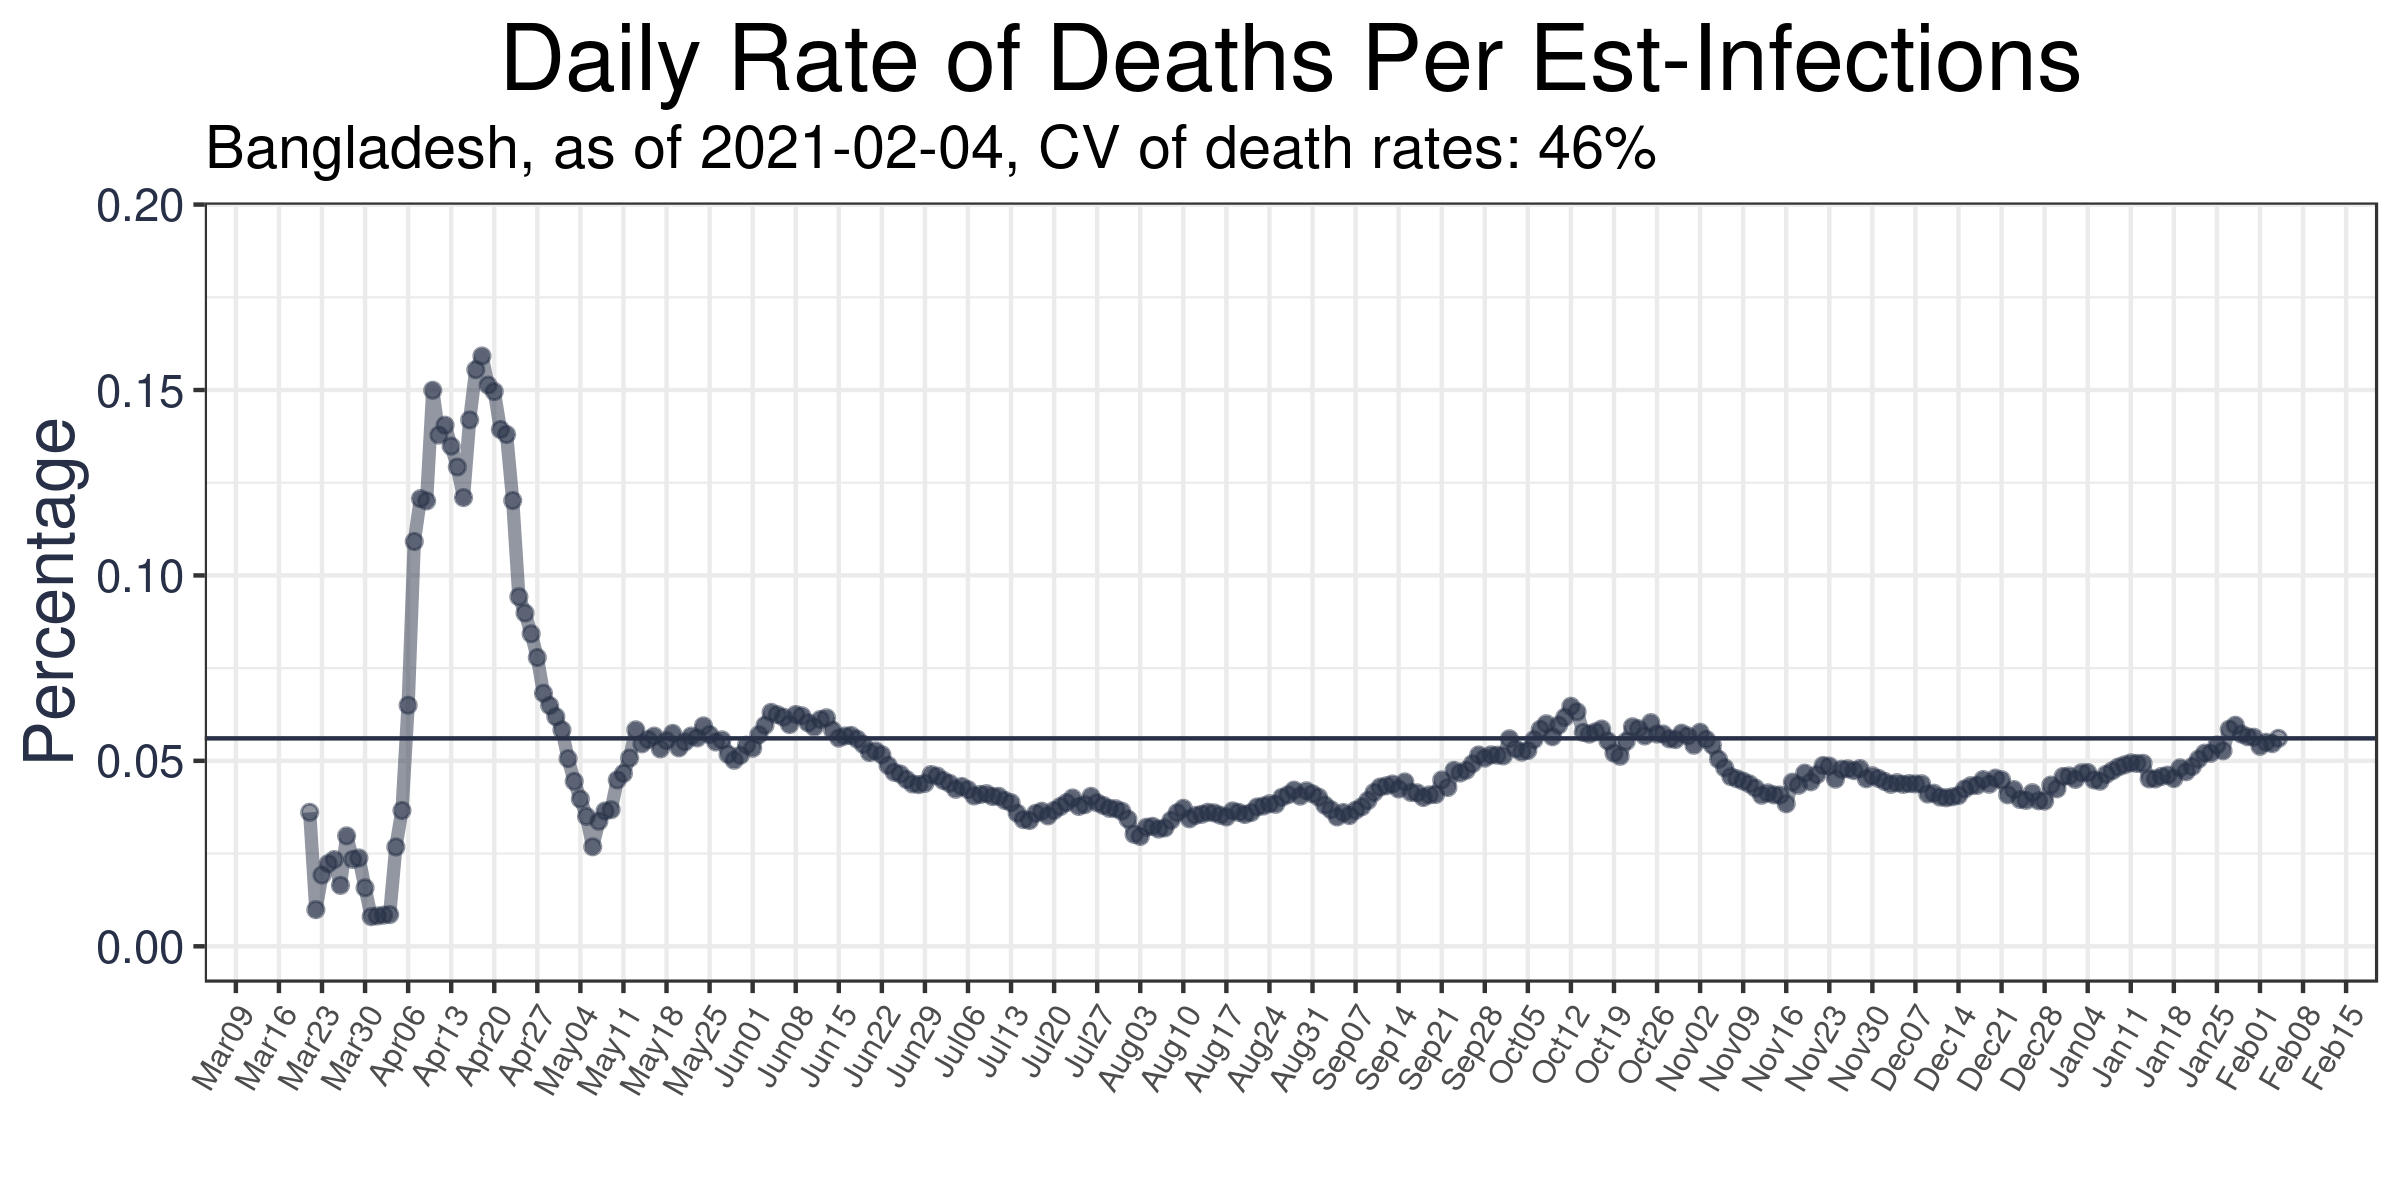 Daily Rate of Deaths Per Est-Infections
Bangladesh, as of 2021-02-04, CV of death rates: 46%
Percentage
0.20
0.15
0.10
0.05
0.00
Mar09 Mar16 Mar23 Mar30 Apr06 Apr13 Apr20 Apr27 May04 May11 May18 May25 Jun01 Jun08 Jun15 Jun22 Jun29 Jul06 Jul13 Jul20 Jul27 Aug03 Aug10 Aug17 Aug24 Aug31 Sep07 Sep14 Sep21 Sep28 Oct05 Oct12 Oct19 Oct26 Nov02 Nov09 Nov16 Nov23 Nov30 Dec07 Dec14 Dec21 Dec28 Jan04 Jan11 Jan18 Jan25 Feb01 Feb08 Feb15